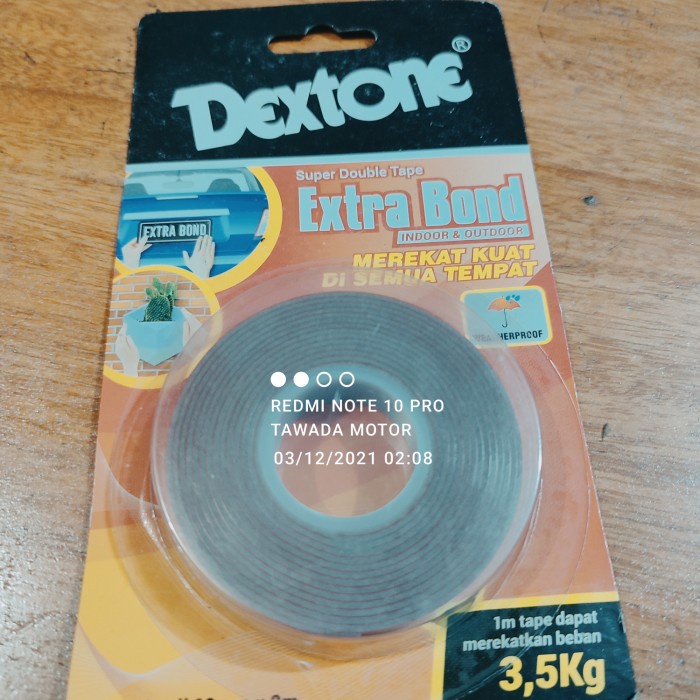 Dextone®
Super Double Tape
Extra Bond
INDOOR & OUTDOOR
MEREKAT KUAT
DI SEMUA TEMPAT
EXTRA BOND
REDMI NOTE 10 PRO
TAWADA MOTOR
03/12/2021 02:08
1m tape dapat
merekatkan beban
3,5Kg